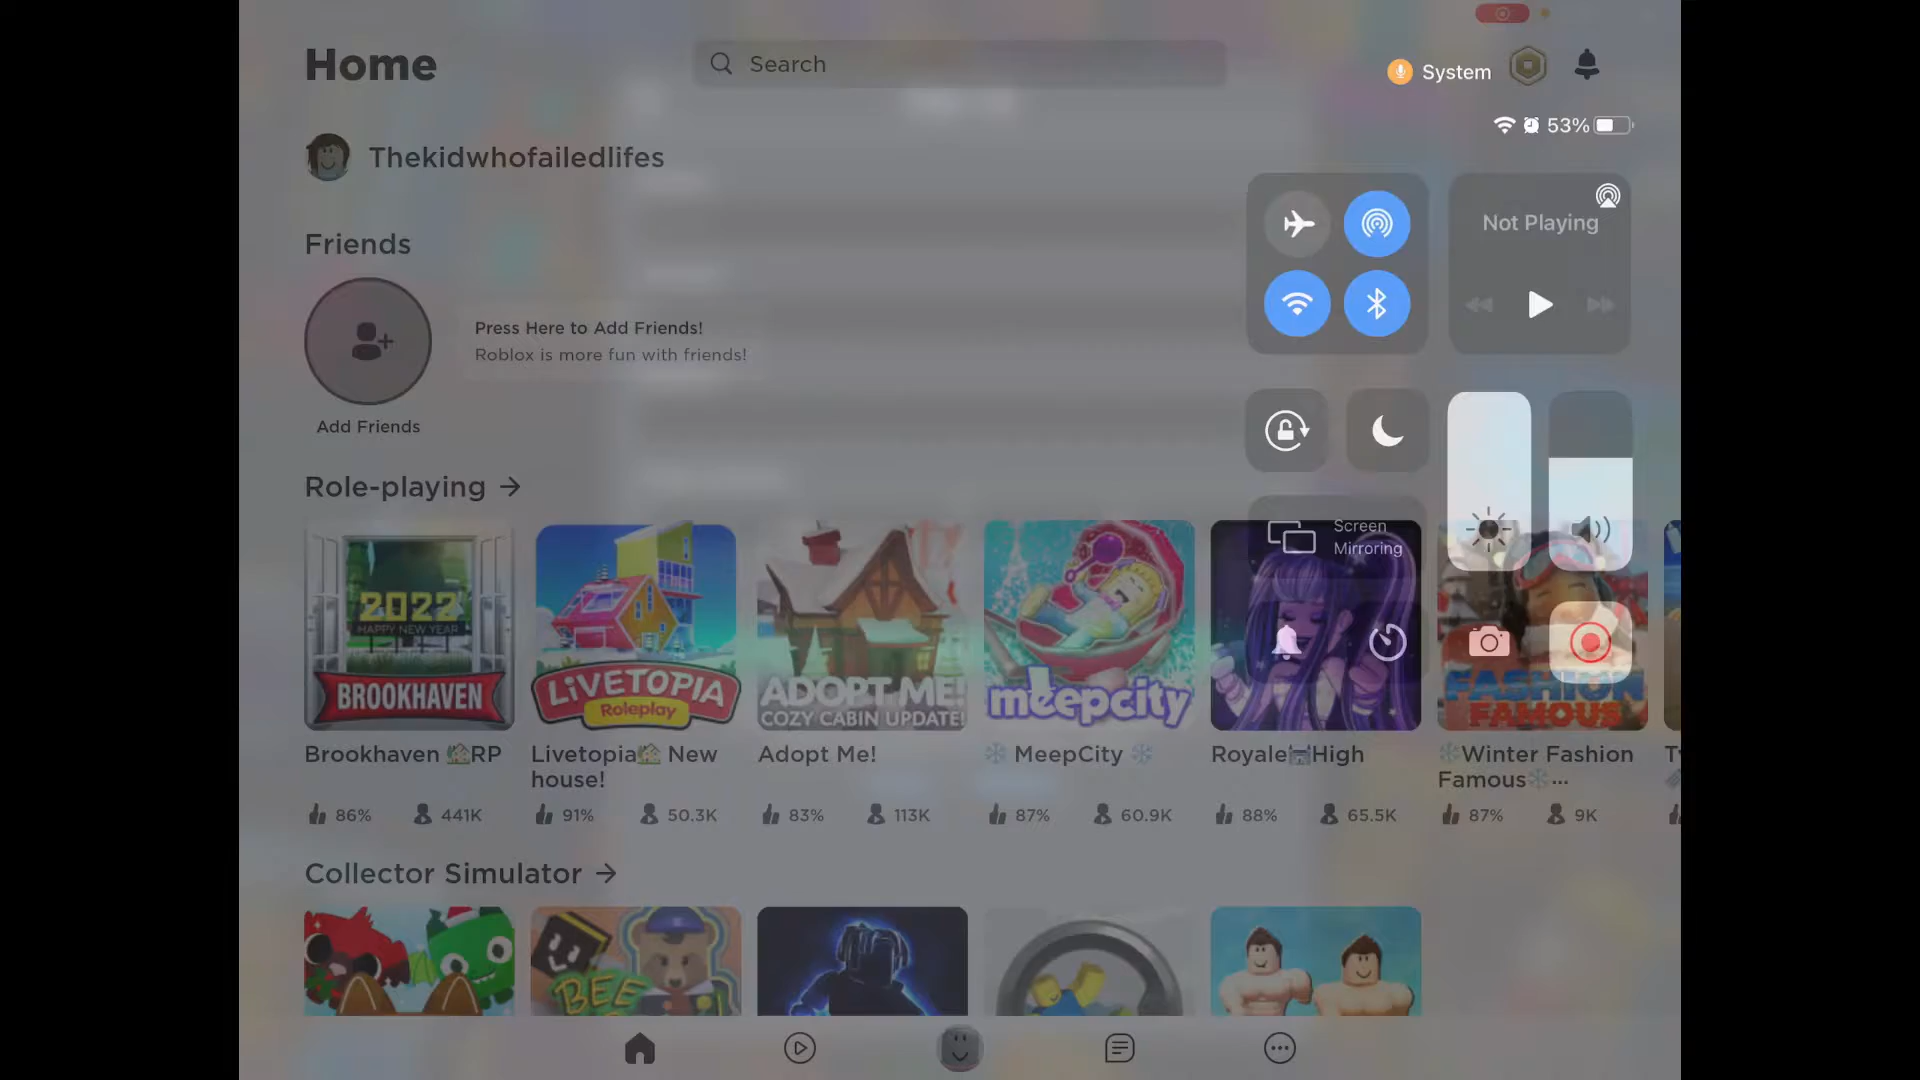 Home
Search
System
53%
Thekidwhofailedlifes
Not Playing
Friends
Press Here to Add Friends!
Roblox is more fun with friends!
Add Friends
Role-playing
Screen
Mirroring
2022
HAPPY NEW YEAR
BROOKHAVEN
LIVETOPIA
Roleplay
ADOPT ME!
COZY CABIN UPDATE!
meepcity
FASHION
FAMOUS
Brookhaven 🏡RP
Livetopia🏠 New
house!
Adopt Me!
❄️ MeepCity ❄️
Royale🏰High
❄️Winter Fashion
Famous❄️...
86% 441K
91% 50.3K
83% 113K
87% 60.9K
88% 65.5K
87% 9K
Collector Simulator
BEE